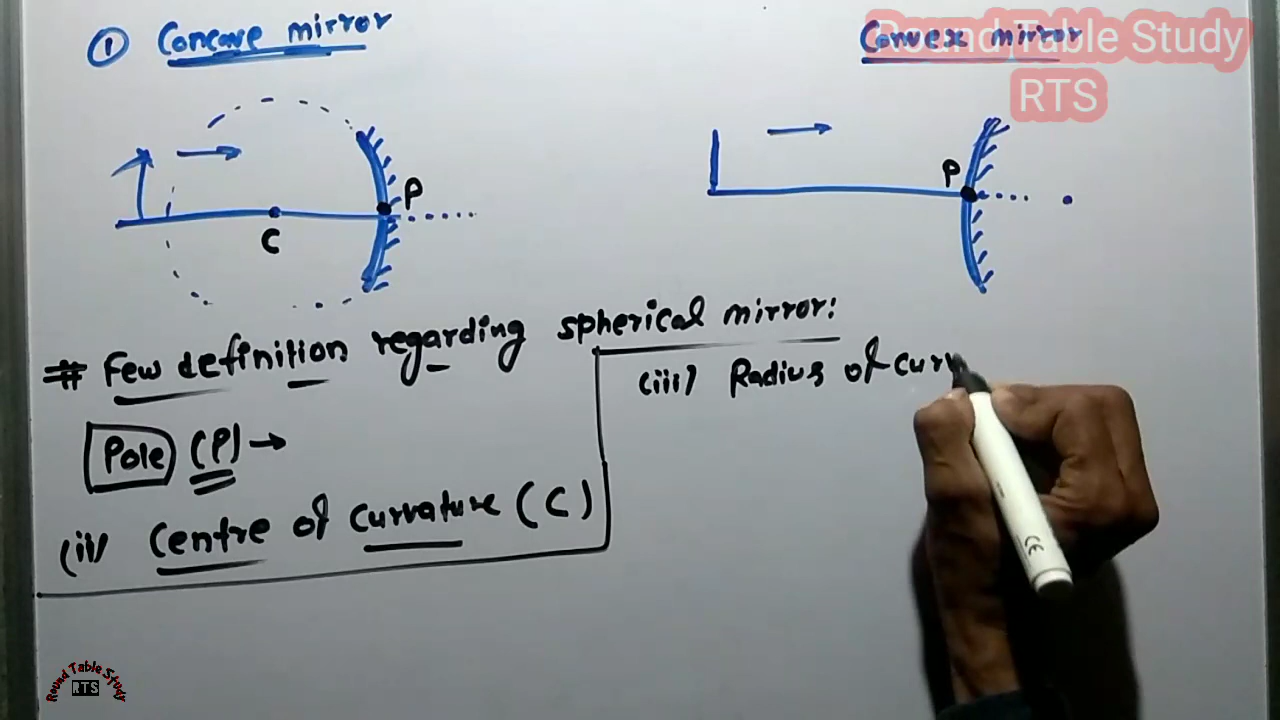 ① Concave mirror
Convex mirror
Round Table Study
RTS
P
C
P
# Few definition regarding spherical mirror:
Pole (P) →
(ii) Centre of curvature (C)
(iii) Radius of curv
CE
Round Table Study
RTS